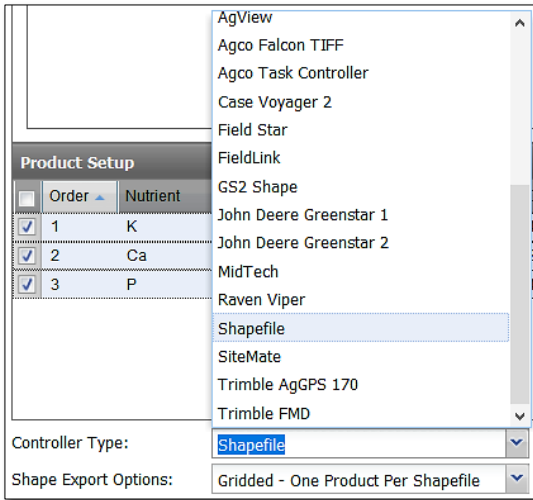 AgView
Agco Falcon TIFF
Agco Task Controller
Case Voyager 2
Field Star
FieldLink
GS2 Shape
John Deere Greenstar 1
John Deere Greenstar 2
MidTech
Raven Viper
Shapefile
SiteMate
Trimble AgGPS 170
Trimble FMD
Product Setup
Order Nutrient
1 K
2 Ca
3 P
Controller Type: Shapefile
Shape Export Options: Gridded - One Product Per Shapefile